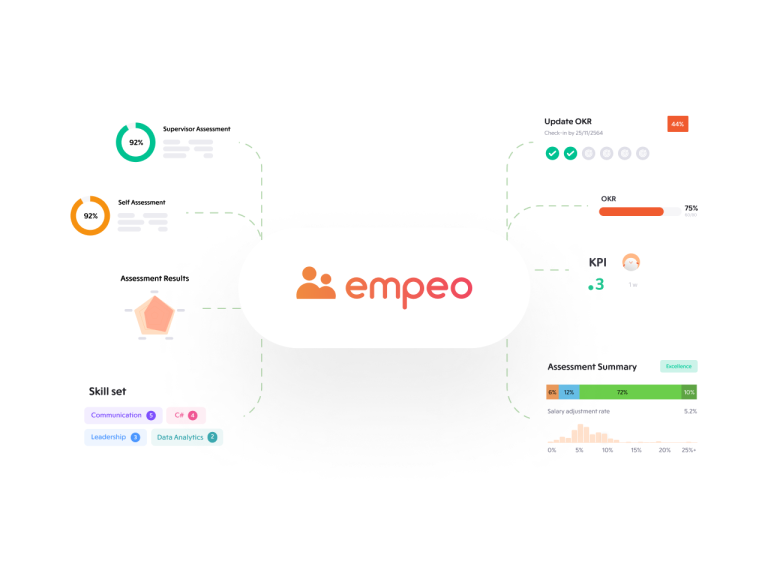 Supervisor Assessment
92%
Self Assessment
92%
Assessment Results
Skill set
Communication 5
C# 4
Leadership 3
Data Analytics 2
empeo
Update OKR
44%
Check-in by 25/11/2564
OKR
75%
KPI
.3
Assessment Summary
Excellence
6% 12% 72% 10%
Salary adjustment rate 5.2%
0% 5% 10% 15% 20% 25%+